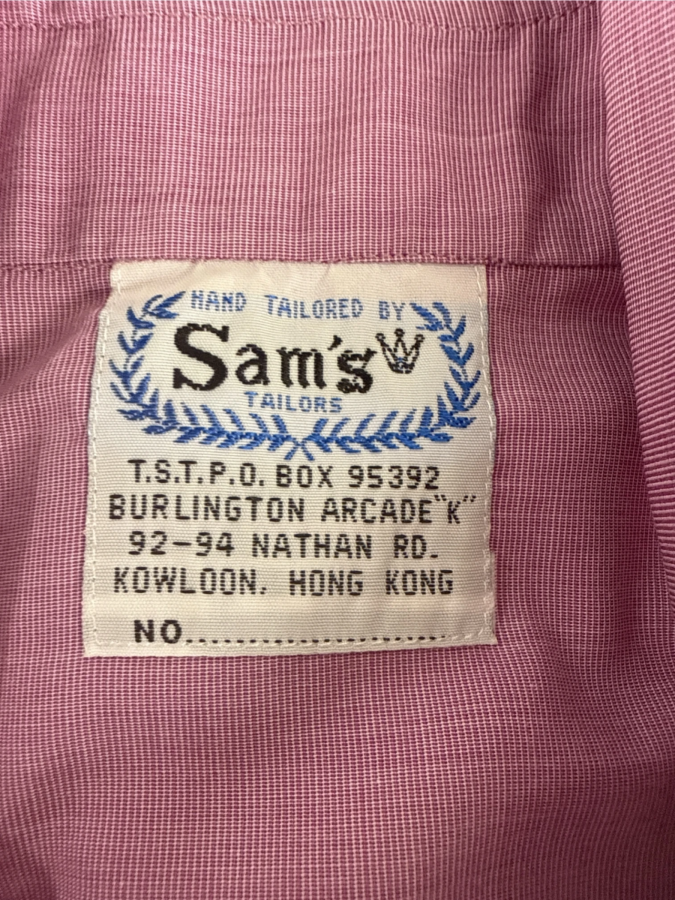 HAND TAILORED BY
Sam's
TAILORS
T.S.T.P.O. BOX 95392
BURLINGTON ARCADE "K"
92-94 NATHAN RD.
KOWLOON. HONG KONG
NO......................